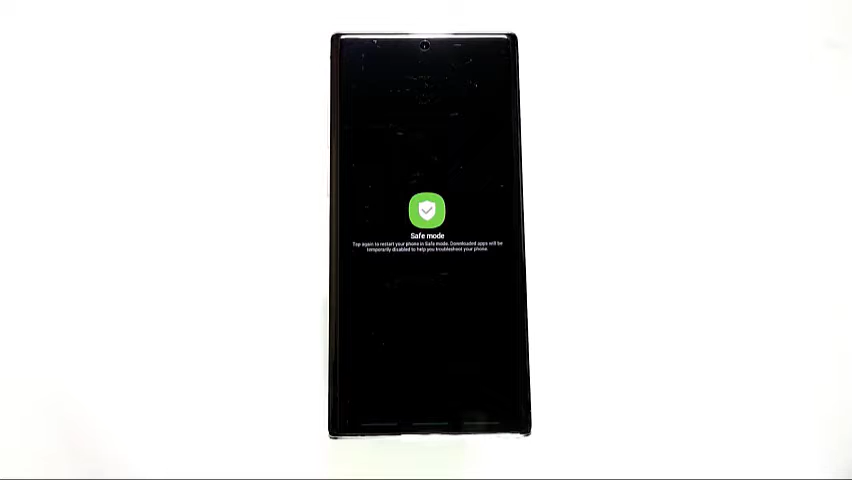 Safe mode
Tap again to restart your phone in Safe mode. Downloaded apps will be
temporarily disabled to help you troubleshoot your phone.